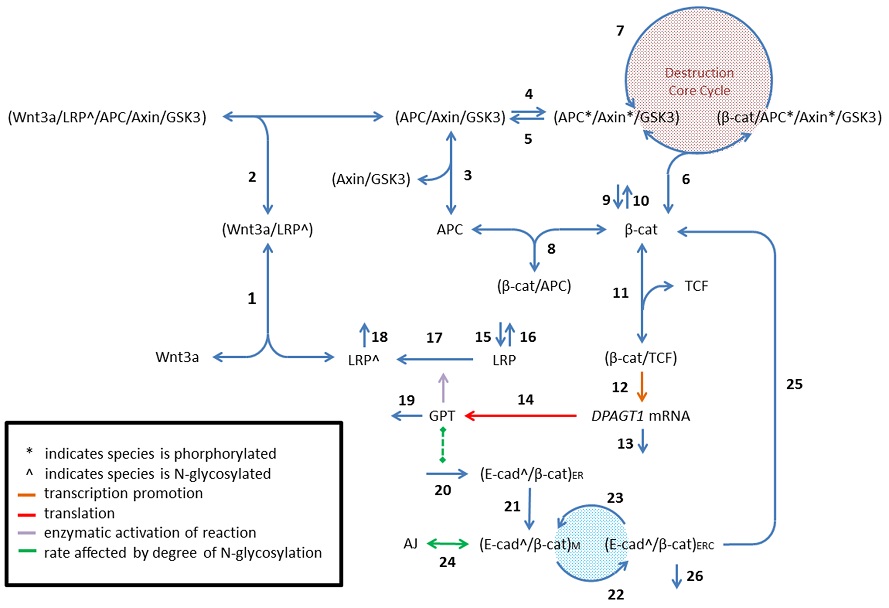 7
Destruction
Core Cycle
(Wnt3a/LRP^/APC/Axin/GSK3)
(APC/Axin/GSK3)
4
5
(APC*/Axin*/GSK3)
(β-cat/APC*/Axin*/GSK3)
2
(Axin/GSK3)
3
6
9
10
(Wnt3a/LRP^)
APC
β-cat
8
(β-cat/APC)
11
TCF
1
18
17
15
16
Wnt3a
LRP^
LRP
(β-cat/TCF)
12
25
19
GPT
14
DPAGT1 mRNA
13
* indicates species is phorphorylated
^ indicates species is N-glycosylated
transcription promotion
translation
enzymatic activation of reaction
rate affected by degree of N-glycosylation
20
(E-cad^/β-cat)ER
21
23
AJ
24
(E-cad^/β-cat)M
(E-cad^/β-cat)ERC
22
26